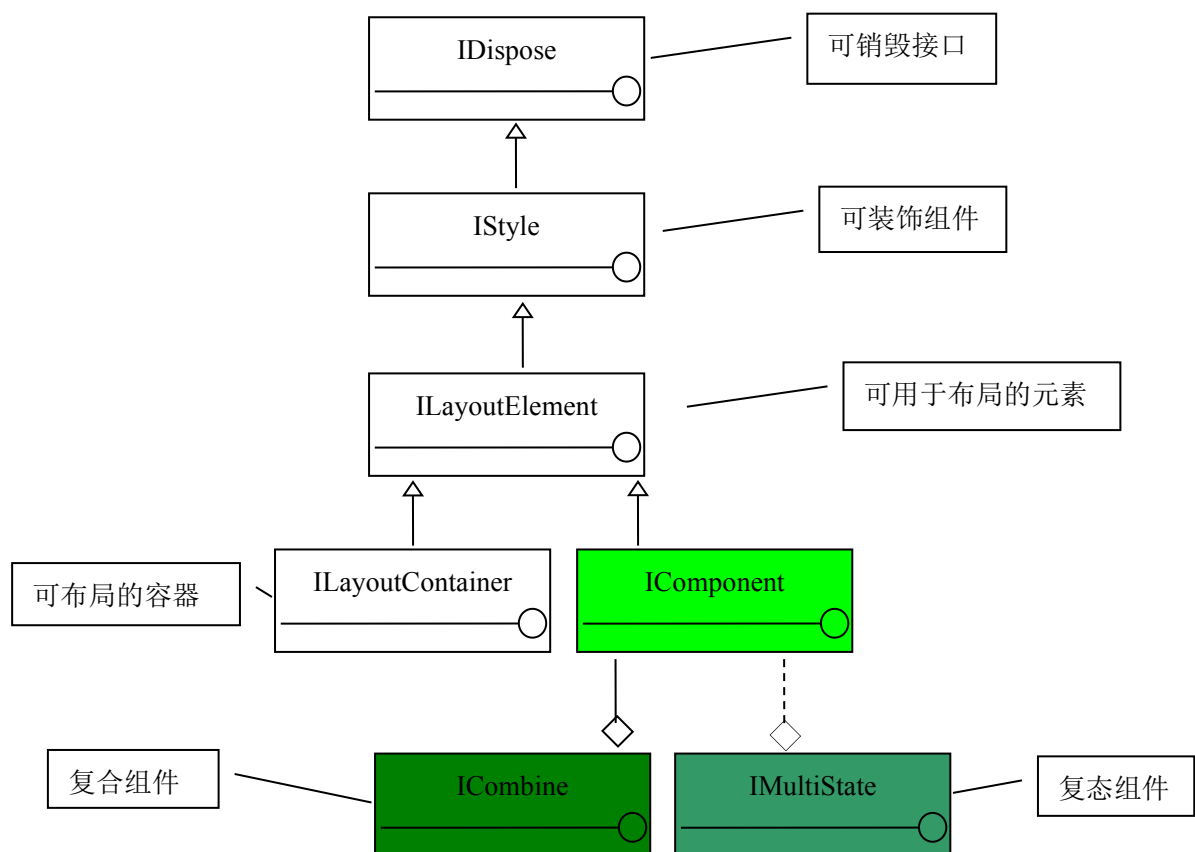 IDispose
可销毁接口
IStyle
可装饰组件
ILayoutElement
可用于布局的元素
可布局的容器
ILayoutContainer
IComponent
复合组件
ICombine
IMultiState
复态组件